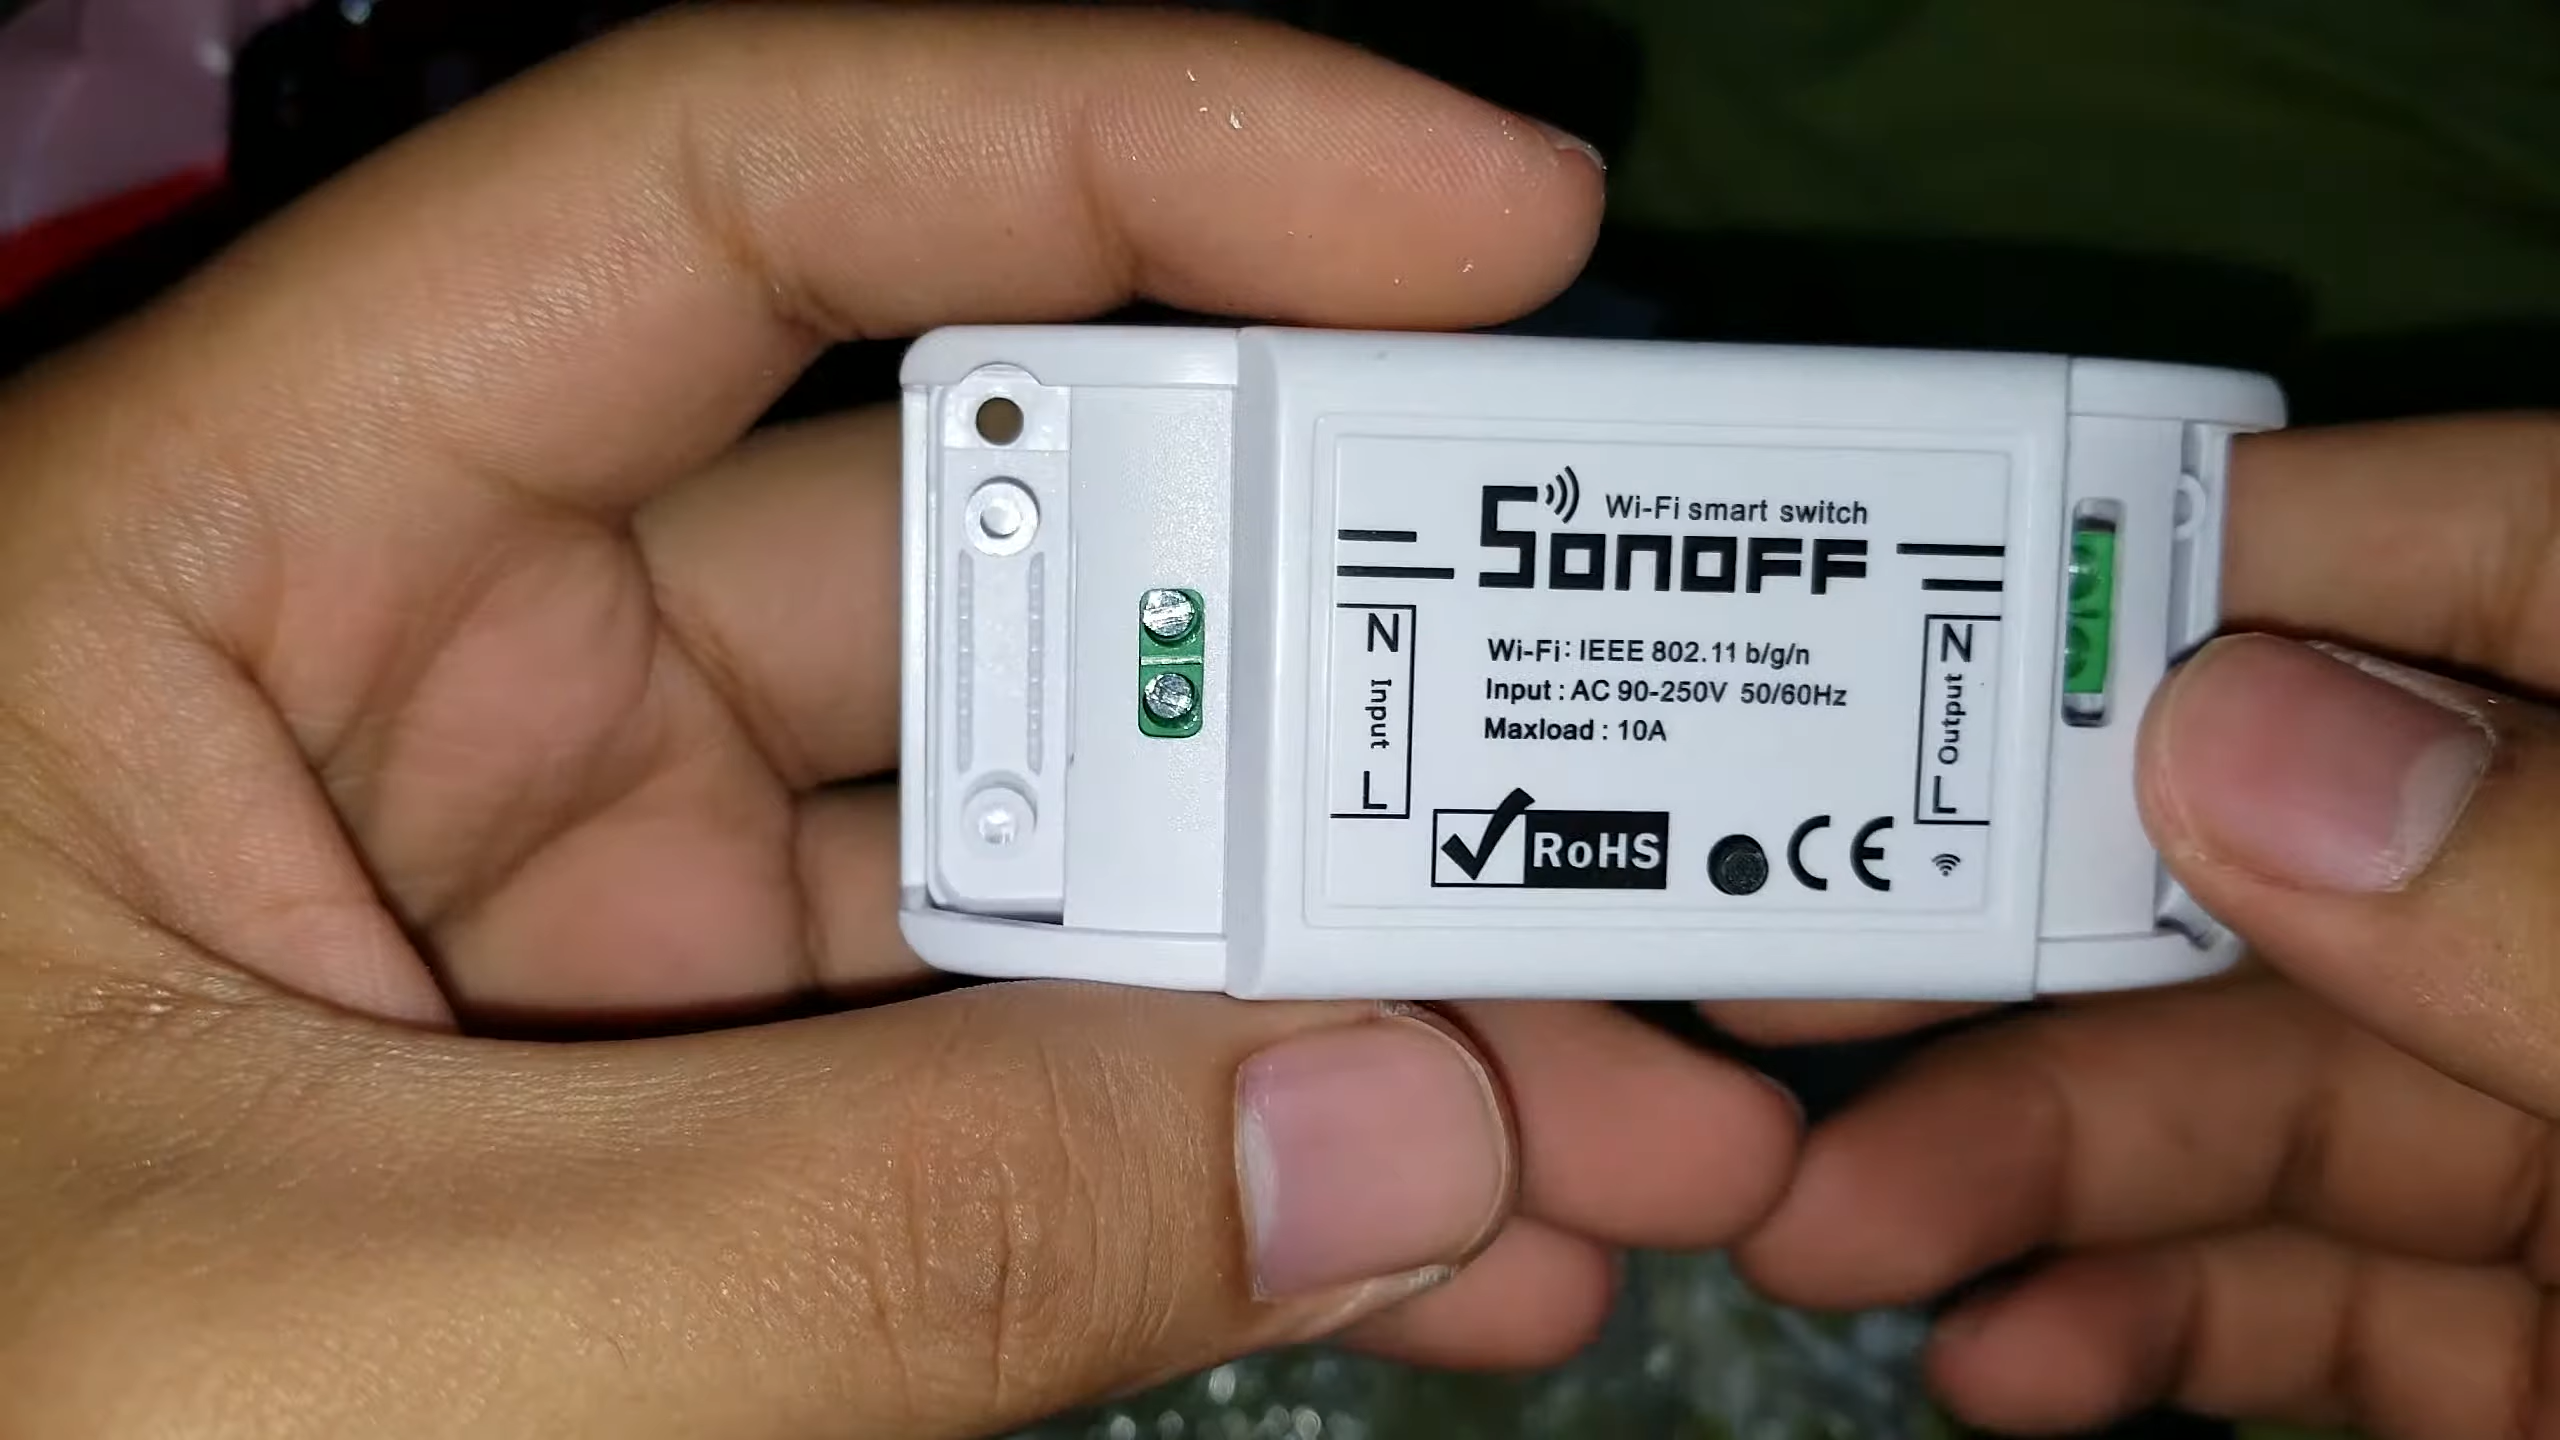 Wi-Fi smart switch
SONOFF
N Input L
Wi-Fi: IEEE 802.11 b/g/n
Input : AC 90-250V 50/60Hz
Maxload : 10A
N Output L
RoHS
CE